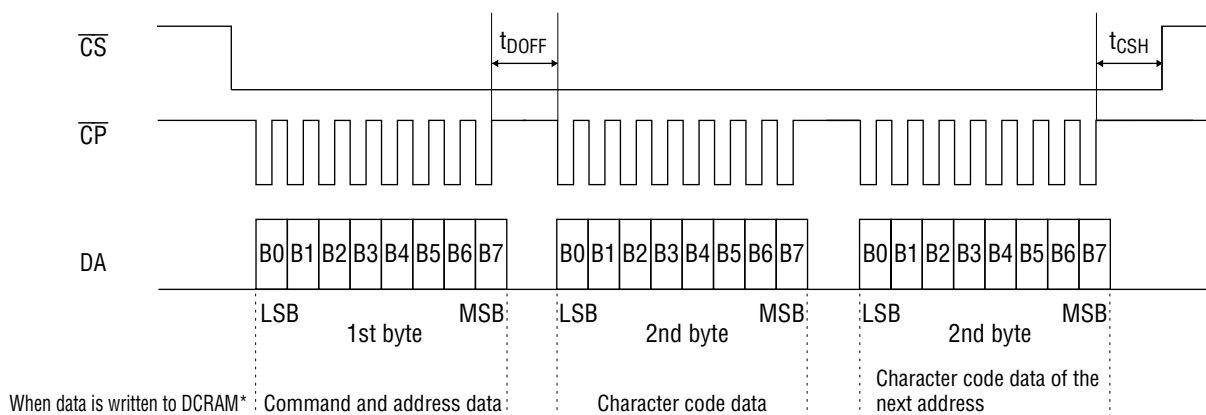 CS
tDOFF
tCSH
CP
DA
B0 B1 B2 B3 B4 B5 B6 B7 B0 B1 B2 B3 B4 B5 B6 B7 B0 B1 B2 B3 B4 B5 B6 B7
LSB MSB LSB MSB LSB MSB
1st byte 2nd byte 2nd byte
When data is written to DCRAM* Command and address data Character code data Character code data of the
next address